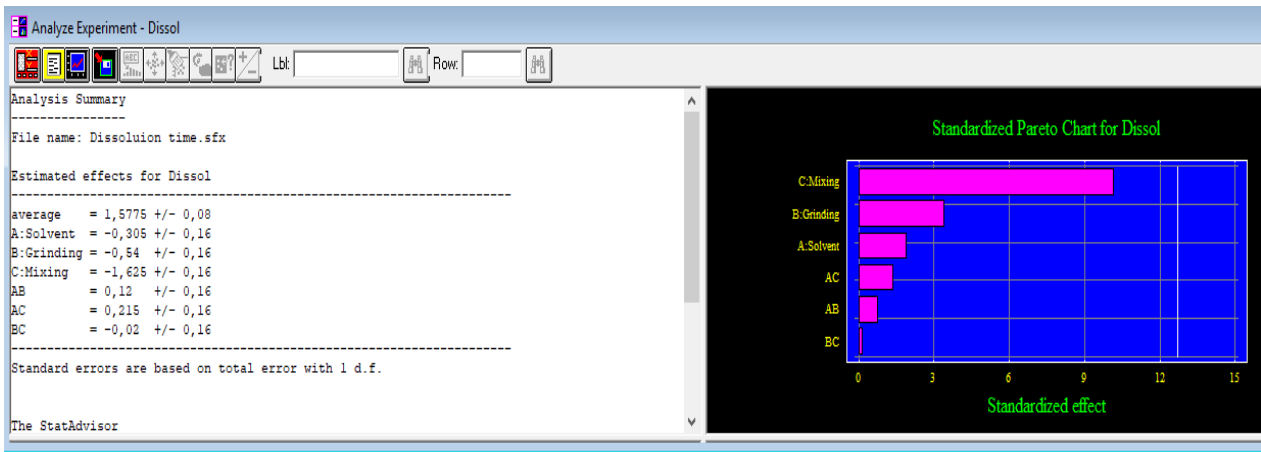 Analyze Experiment - Dissol
Lbl: Row:
Analysis Summary
----------------
File name: Dissoluion time.sfx
Estimated effects for Dissol
----------------------------------------------------------------------
average = 1,5775 +/- 0,08
A:Solvent = -0,305 +/- 0,16
B:Grinding = -0,54 +/- 0,16
C:Mixing = -1,625 +/- 0,16
AB = 0,12 +/- 0,16
AC = 0,215 +/- 0,16
BC = -0,02 +/- 0,16
----------------------------------------------------------------------
Standard errors are based on total error with 1 d.f.
The StatAdvisor
Standardized Pareto Chart for Dissol
C:Mixing
B:Grinding
A:Solvent
AC
AB
BC
0 3 6 9 12 15
Standardized effect